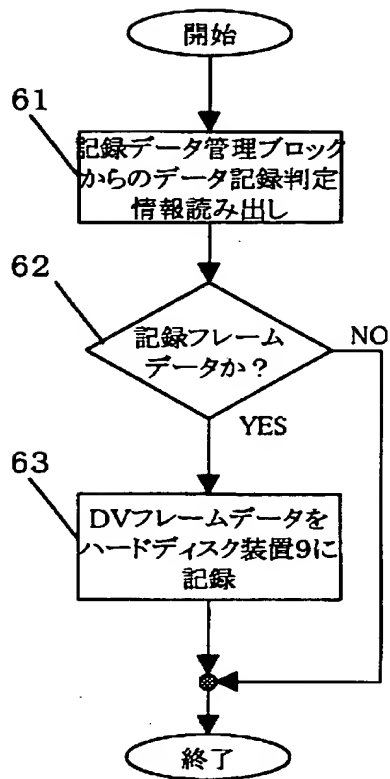 開始
61
記録データ管理ブロック
からのデータ記録判定
情報読み出し
62
記録フレーム
データか？
NO
YES
63
DVフレームデータを
ハードディスク装置9に
記録
終了